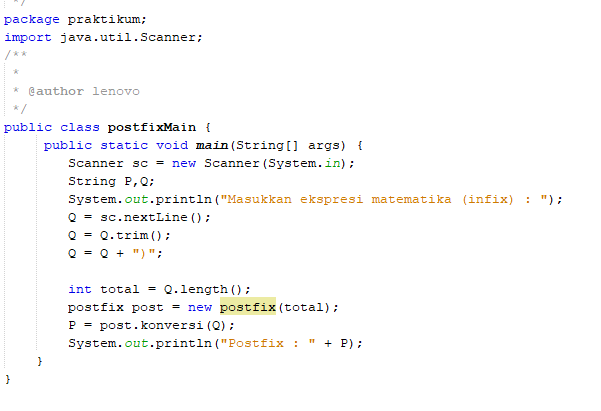 */
package praktikum;
import java.util.Scanner;
/**
*
* @author lenovo
*/
public class postfixMain {
public static void main(String[] args) {
Scanner sc = new Scanner(System.in);
String P,Q;
System.out.println("Masukkan ekspresi matematika (infix) : ");
Q = sc.nextLine();
Q = Q.trim();
Q = Q + ")";
int total = Q.length();
postfix post = new postfix(total);
P = post.konversi(Q);
System.out.println("Postfix : " + P);
}
}